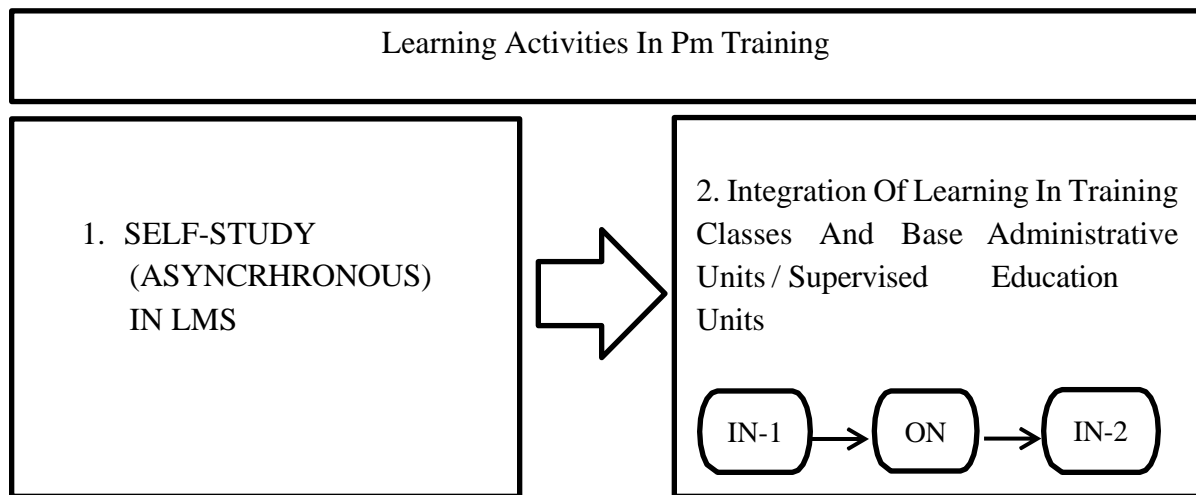 Learning Activities In Pm Training
1. SELF-STUDY
(ASYNCRHRONOUS)
IN LMS
2. Integration Of Learning In Training
Classes And Base Administrative
Units / Supervised Education
Units
IN-1
ON
IN-2